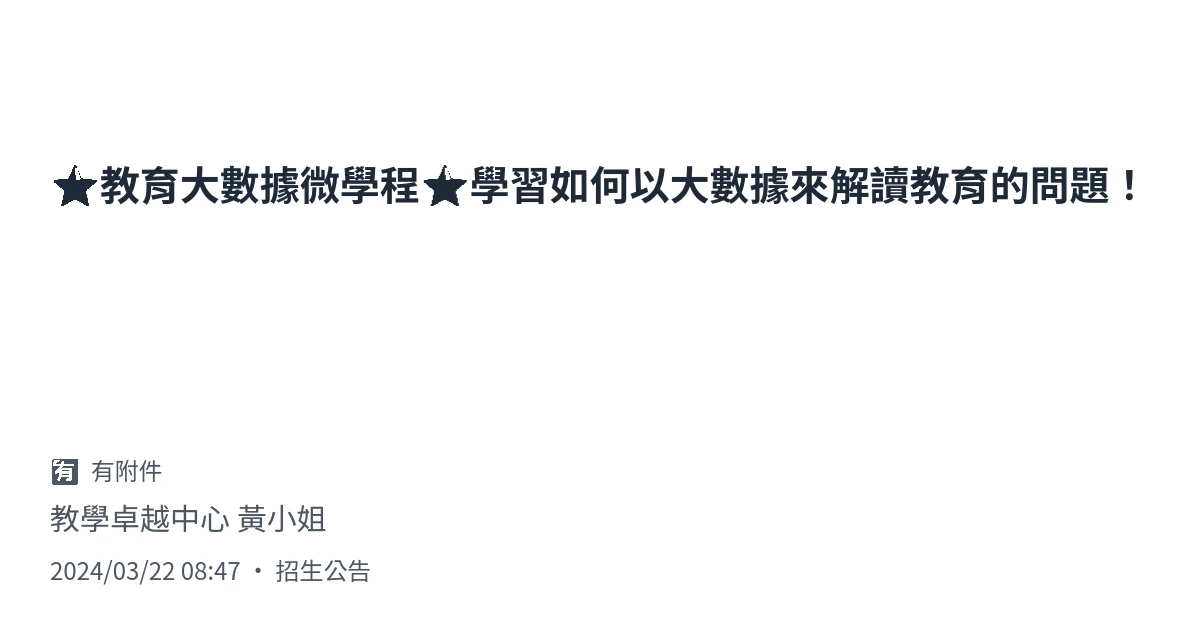 ★教育大數據微學程★學習如何以大數據來解讀教育的問題！
🈶 有附件
教學卓越中心 黃小姐
2024/03/22 08:47 • 招生公告